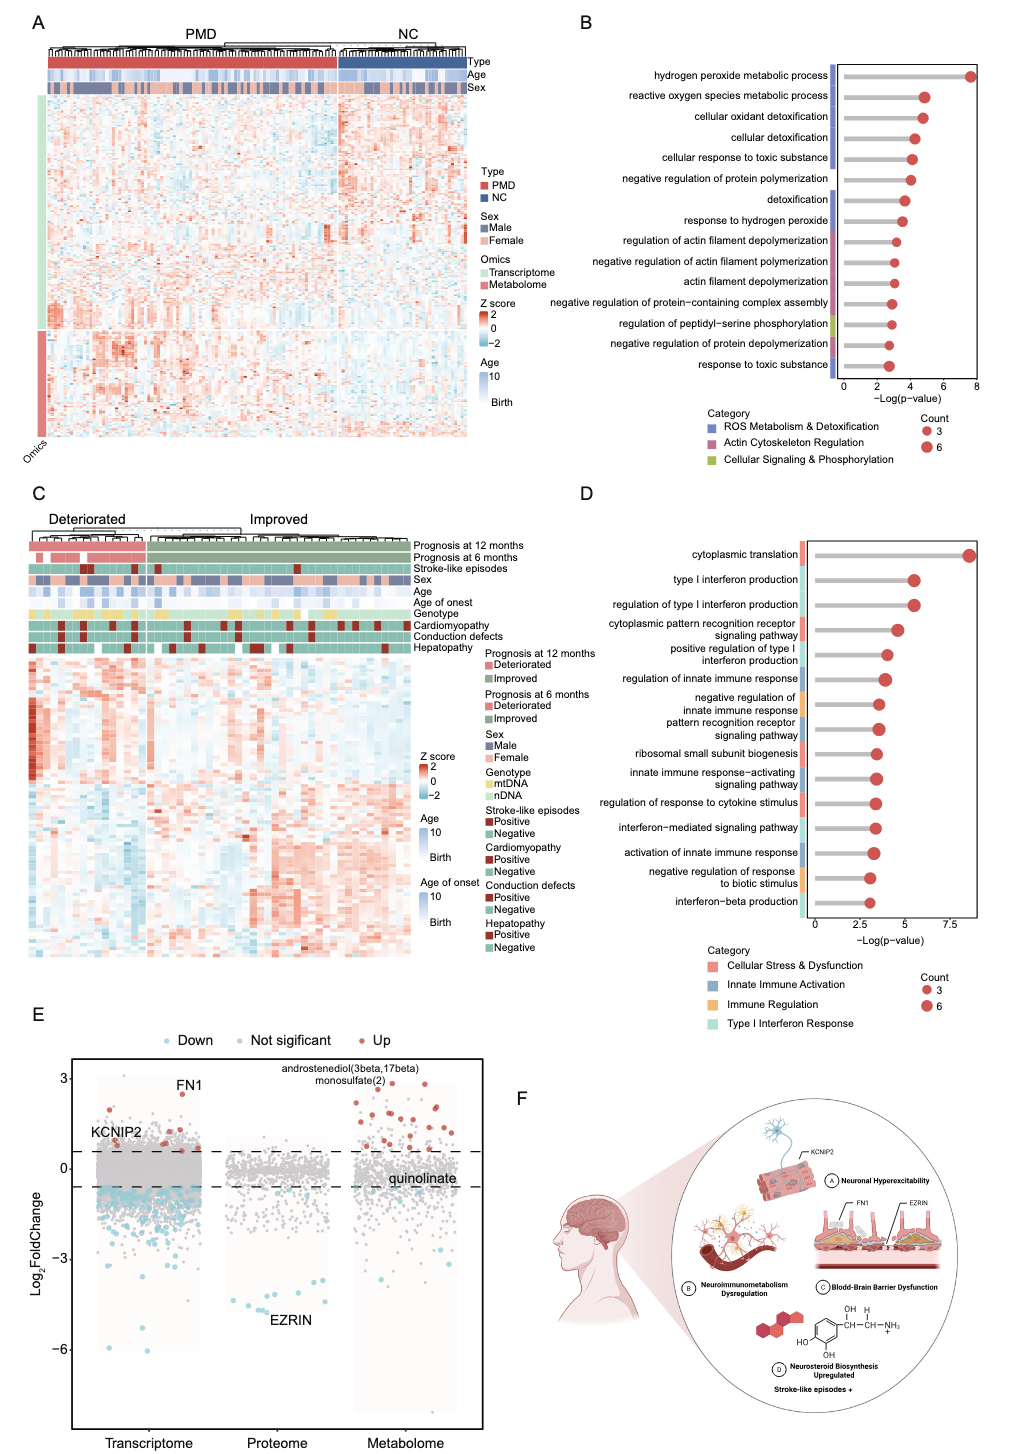 A
PMD
NC
Type
Age
Sex
Type
PMD
NC
Sex
Male
Female
Omics
Transcriptome
Metabolome
Z score
2
0
−2
Age
10
Birth
Omics
B
hydrogen peroxide metabolic process
reactive oxygen species metabolic process
cellular oxidant detoxification
cellular detoxification
cellular response to toxic substance
negative regulation of protein polymerization
detoxification
response to hydrogen peroxide
regulation of actin filament depolymerization
negative regulation of actin filament polymerization
actin filament depolymerization
negative regulation of protein−containing complex assembly
regulation of peptidyl−serine phosphorylation
negative regulation of protein depolymerization
response to toxic substance
0 2 4 6 8
−Log(p−value)
Category
ROS Metabolism & Detoxification
Actin Cytoskeleton Regulation
Cellular Signaling & Phosphorylation
Count
3
6
C
Deteriorated
Improved
Prognosis at 12 months
Prognosis at 6 months
Stroke-like episodes
Sex
Age
Age of onest
Genotype
Cardiomyopathy
Conduction defects
Hepatopathy
Z score
2
0
−2
Age
10
Birth
Age of onset
10
Birth
Prognosis at 12 months
Deteriorated
Improved
Prognosis at 6 months
Deteriorated
Improved
Sex
Male
Female
Genotype
mtDNA
nDNA
Stroke-like episodes
Positive
Negative
Cardiomyopathy
Positive
Negative
Conduction defects
Positive
Negative
Hepatopathy
Positive
Negative
D
cytoplasmic translation
type I interferon production
regulation of type I interferon production
cytoplasmic pattern recognition receptor
signaling pathway
positive regulation of type I
interferon production
regulation of innate immune response
negative regulation of
innate immune response
pattern recognition receptor
signaling pathway
ribosomal small subunit biogenesis
innate immune response−activating
signaling pathway
regulation of response to cytokine stimulus
interferon−mediated signaling pathway
activation of innate immune response
negative regulation of response
to biotic stimulus
interferon−beta production
0 2.5 5 7.5
−Log(p−value)
Category
Cellular Stress & Dysfunction
Innate Immune Activation
Immune Regulation
Type I Interferon Response
Count
3
6
E
Down
Not sigificant
Up
androstenediol(3beta,17beta)
monosulfate(2)
FN1
KCNIP2
quinolinate
EZRIN
3
0
−3
−6
Log2FoldChange
Transcriptome
Proteome
Metabolome
F
KCNIP2
A Neuronal Hyperexcitability
FN1
EZRIN
B Neuroimmunometabolism
Dysregulation
C Blodd-Brain Barrier Dysfunction
OH H
CH CH NH3
+
HO
OH
D Neurosteroid Biosynthesis
Upregulated
Stroke-like episodes +